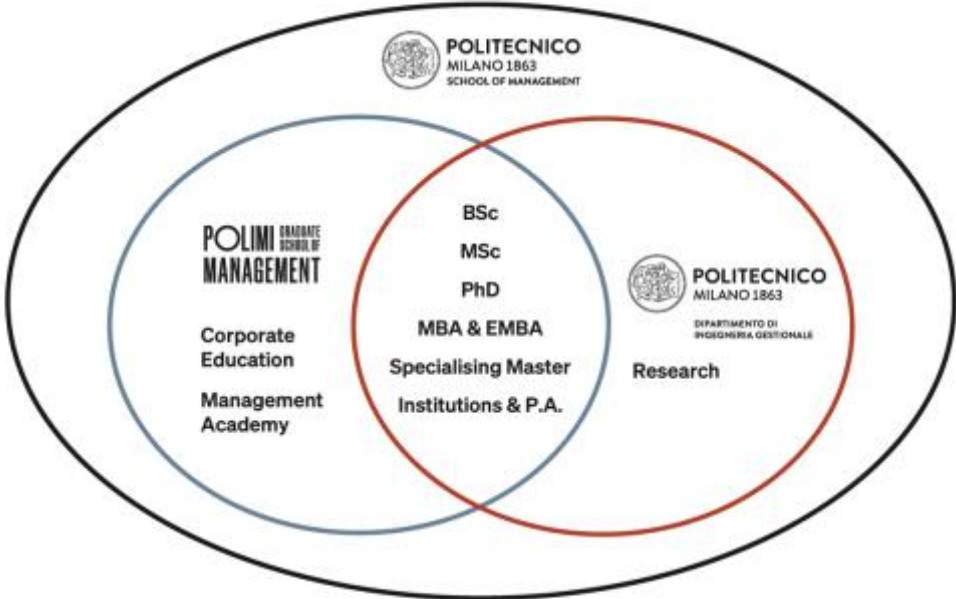 POLITECNICO
MILANO 1863
SCHOOL OF MANAGEMENT
POLIMI GRADUATE SCHOOL OF
MANAGEMENT
Corporate
Education
Management
Academy
BSc
MSc
PhD
MBA & EMBA
Specialising Master
Institutions & P.A.
POLITECNICO
MILANO 1863
DIPARTIMENTO DI
INGEGNERIA GESTIONALE
Research